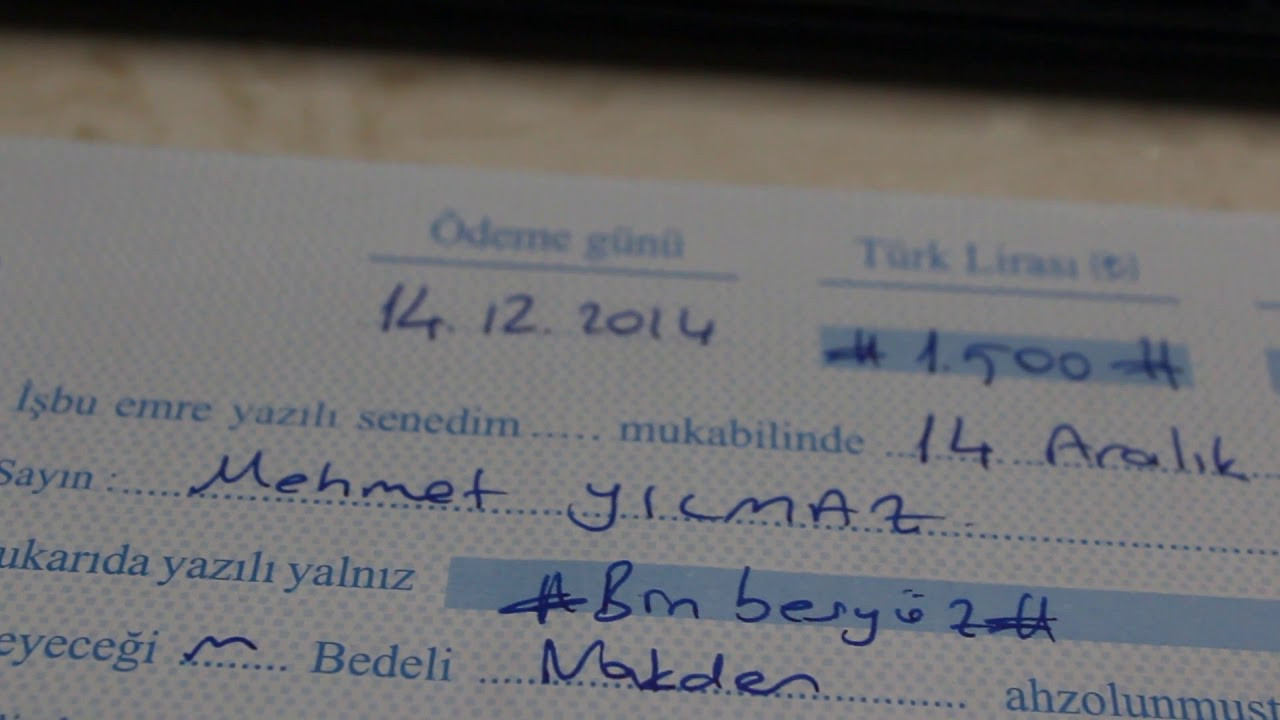 Ödeme günü Türk Lirası (₺)
14.12.2014 # 1.500 #
İşbu emre yazılı senedim ..... mukabilinde ..14 Aralık
Sayın :.....Mehmet YILMAZ
ukarıda yazılı yalnız # Bin beşyüz #
eyeceği ........ Bedeli .....Nakden............ ahzolunmuşt